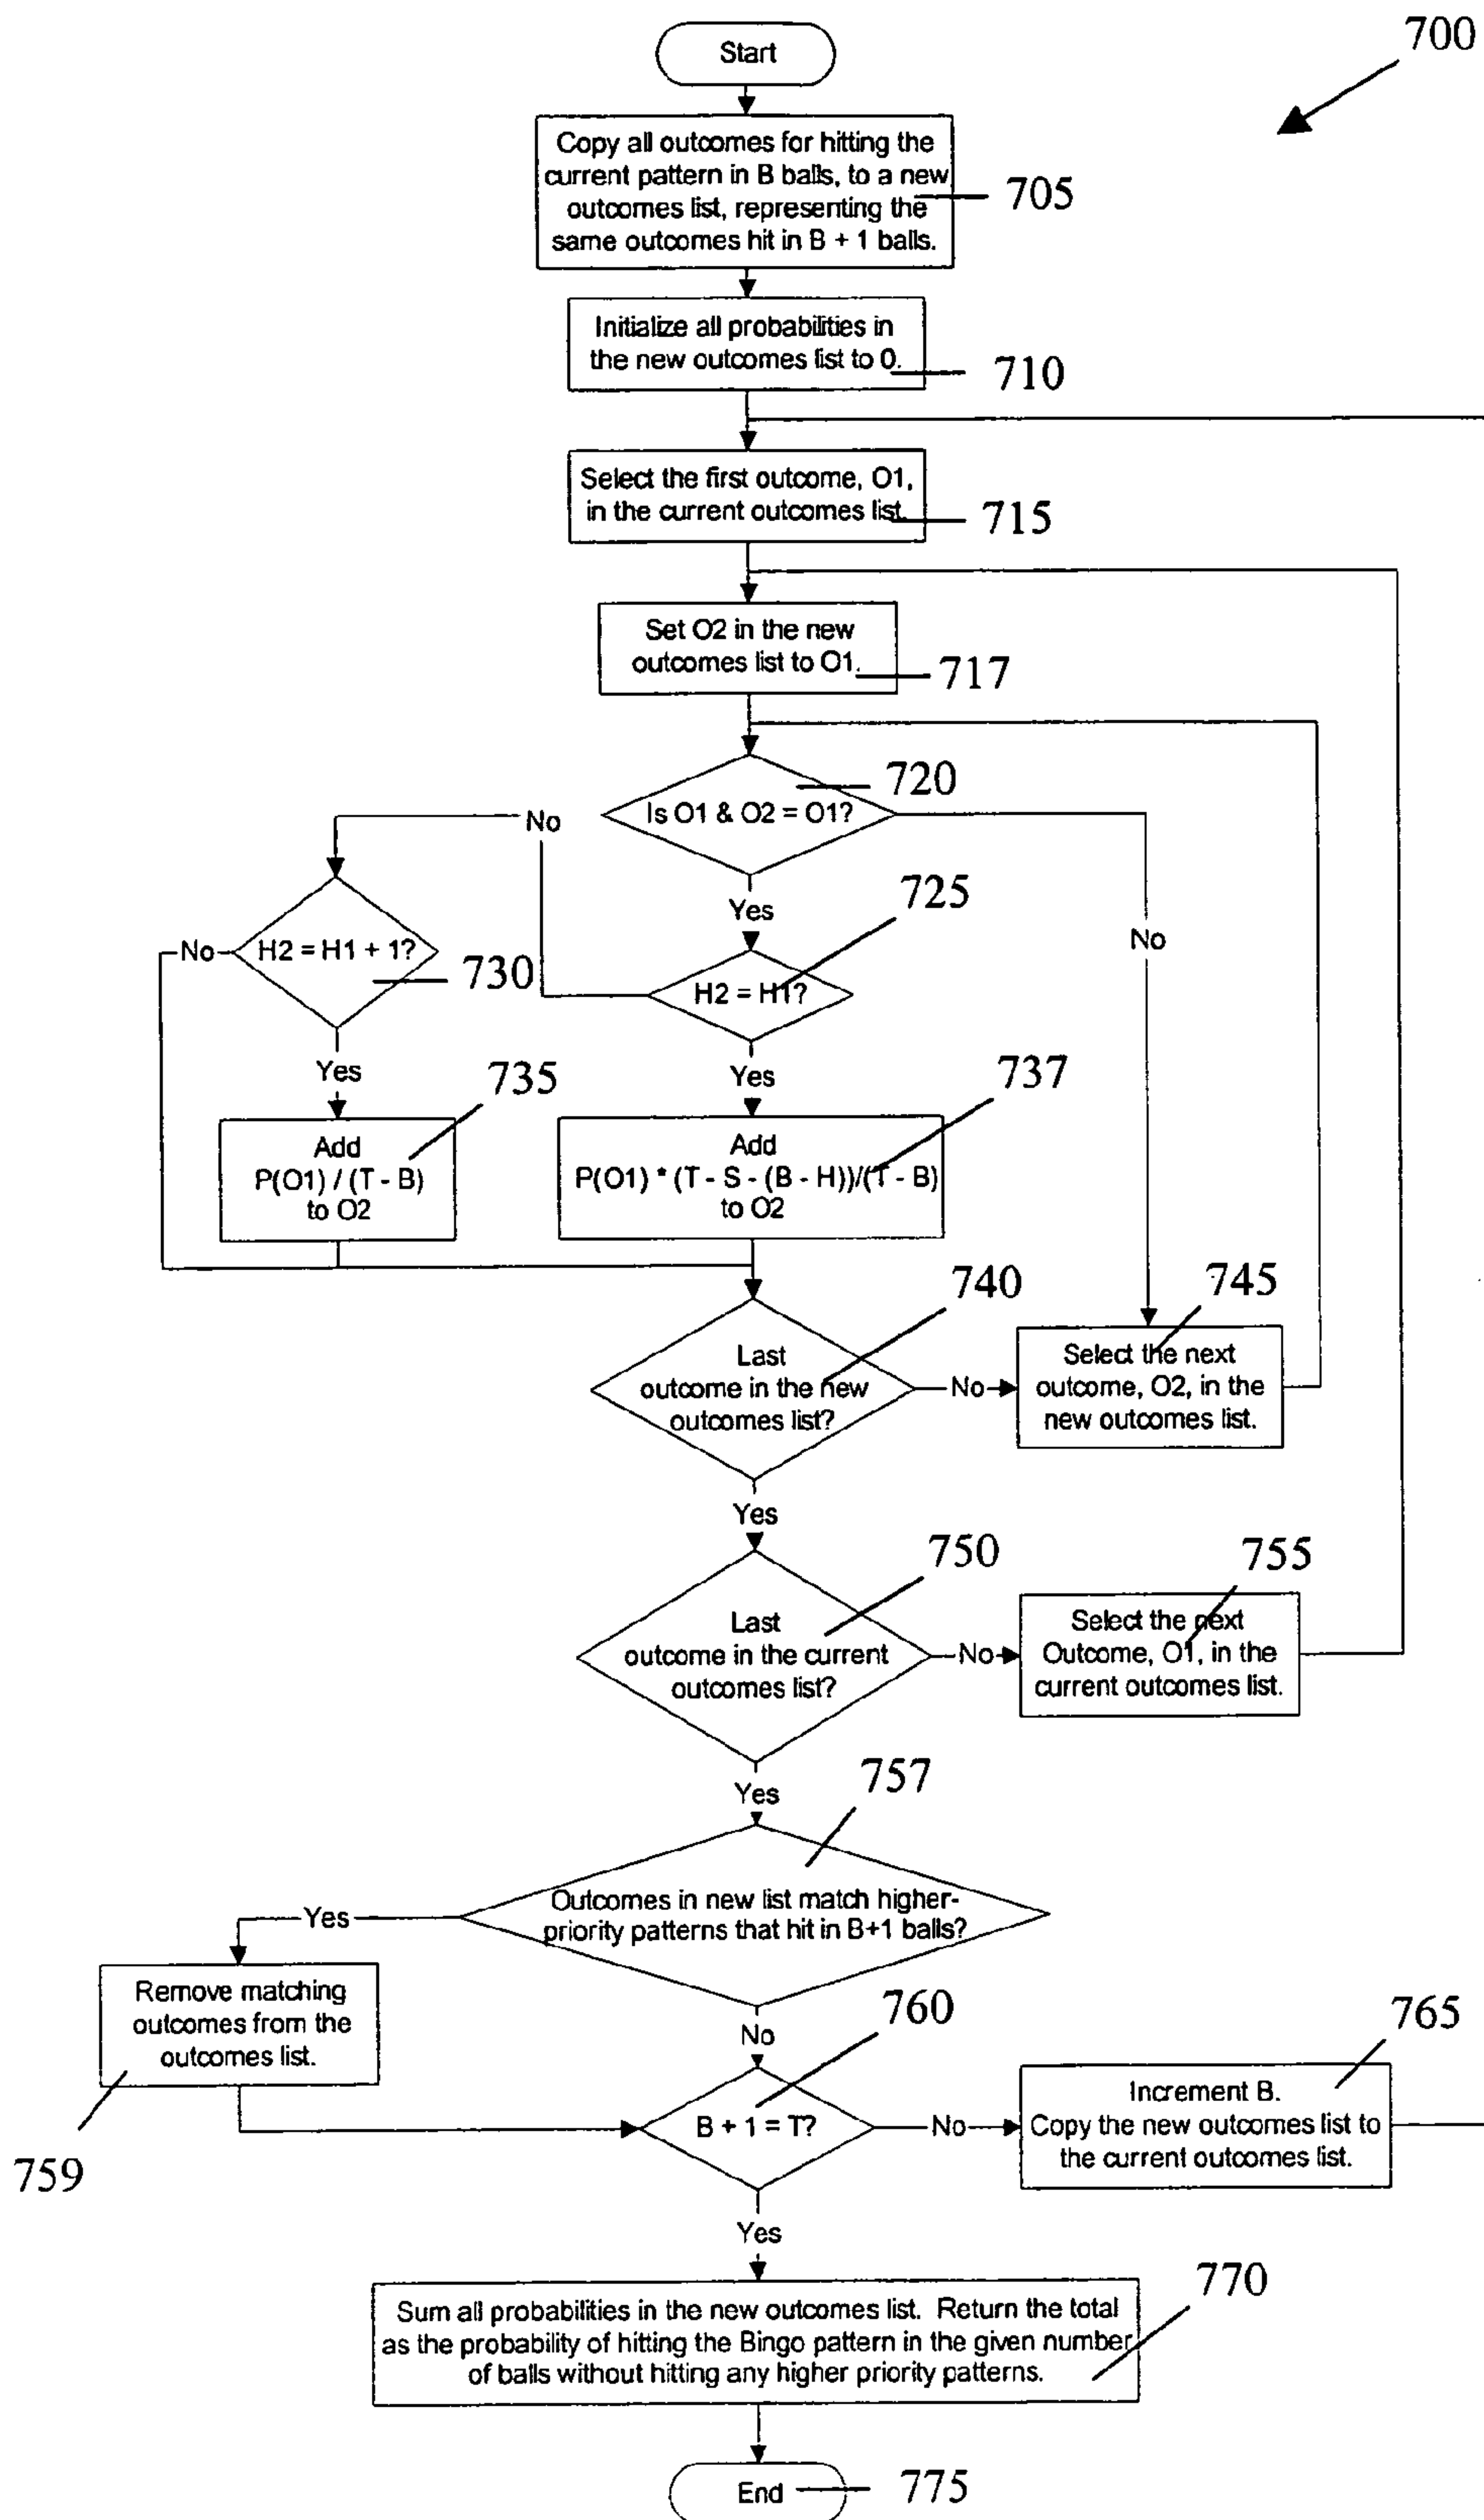 700
Start
Copy all outcomes for hitting the
current pattern in B balls, to a new
outcomes list, representing the
same outcomes hit in B + 1 balls.
705
Initialize all probabilities in
the new outcomes list to 0.
710
Select the first outcome, O1,
in the current outcomes list.
715
Set O2 in the new
outcomes list to O1.
717
720
Is O1 & O2 = O1?
No
Yes
No
725
H2 = H1 + 1?
No
730
H2 = H1?
Yes
Yes
735
737
Add
P(O1) / (T - B)
to O2
Add
P(O1) * (T - S - (B - H))/(T - B)
to O2
740
745
Last
outcome in the new
outcomes list?
No
Select the next
outcome, O2, in the
new outcomes list.
Yes
750
755
Last
outcome in the current
outcomes list?
No
Select the next
Outcome, O1, in the
current outcomes list.
Yes
757
Outcomes in new list match higher-
priority patterns that hit in B+1 balls?
Yes
Remove matching
outcomes from the
outcomes list.
759
No
760
765
B + 1 = T?
No
Increment B.
Copy the new outcomes list to
the current outcomes list.
Yes
770
Sum all probabilities in the new outcomes list. Return the total
as the probability of hitting the Bingo pattern in the given number
of balls without hitting any higher priority patterns.
End
775